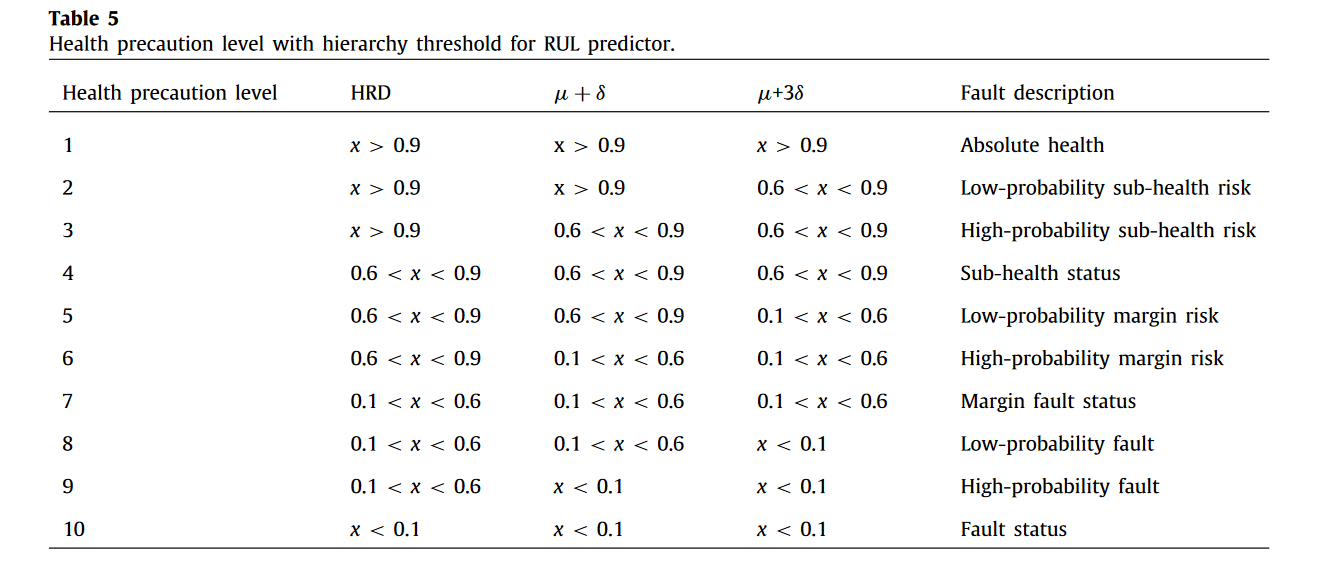 Table 5
Health precaution level with hierarchy threshold for RUL predictor.
Health precaution level HRD μ + δ μ+3δ Fault description
1 x > 0.9 x > 0.9 x > 0.9 Absolute health
2 x > 0.9 x > 0.9 0.6 < x < 0.9 Low-probability sub-health risk
3 x > 0.9 0.6 < x < 0.9 0.6 < x < 0.9 High-probability sub-health risk
4 0.6 < x < 0.9 0.6 < x < 0.9 0.6 < x < 0.9 Sub-health status
5 0.6 < x < 0.9 0.6 < x < 0.9 0.1 < x < 0.6 Low-probability margin risk
6 0.6 < x < 0.9 0.1 < x < 0.6 0.1 < x < 0.6 High-probability margin risk
7 0.1 < x < 0.6 0.1 < x < 0.6 0.1 < x < 0.6 Margin fault status
8 0.1 < x < 0.6 0.1 < x < 0.6 x < 0.1 Low-probability fault
9 0.1 < x < 0.6 x < 0.1 x < 0.1 High-probability fault
10 x < 0.1 x < 0.1 x < 0.1 Fault status